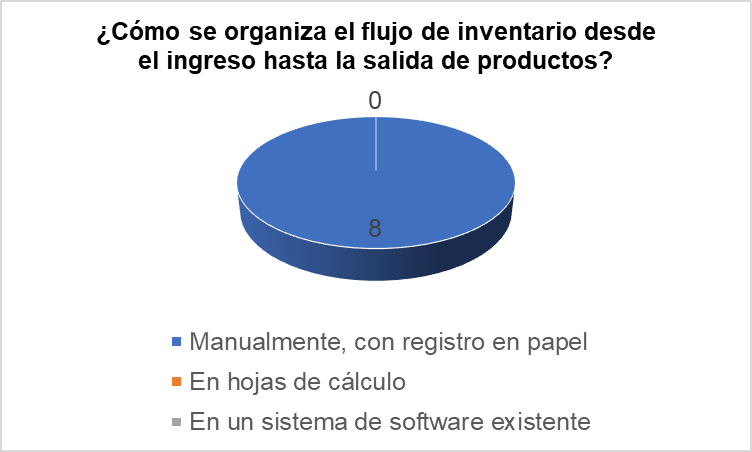 ¿Cómo se organiza el flujo de inventario desde
el ingreso hasta la salida de productos?
0
8
Manualmente, con registro en papel
En hojas de cálculo
En un sistema de software existente